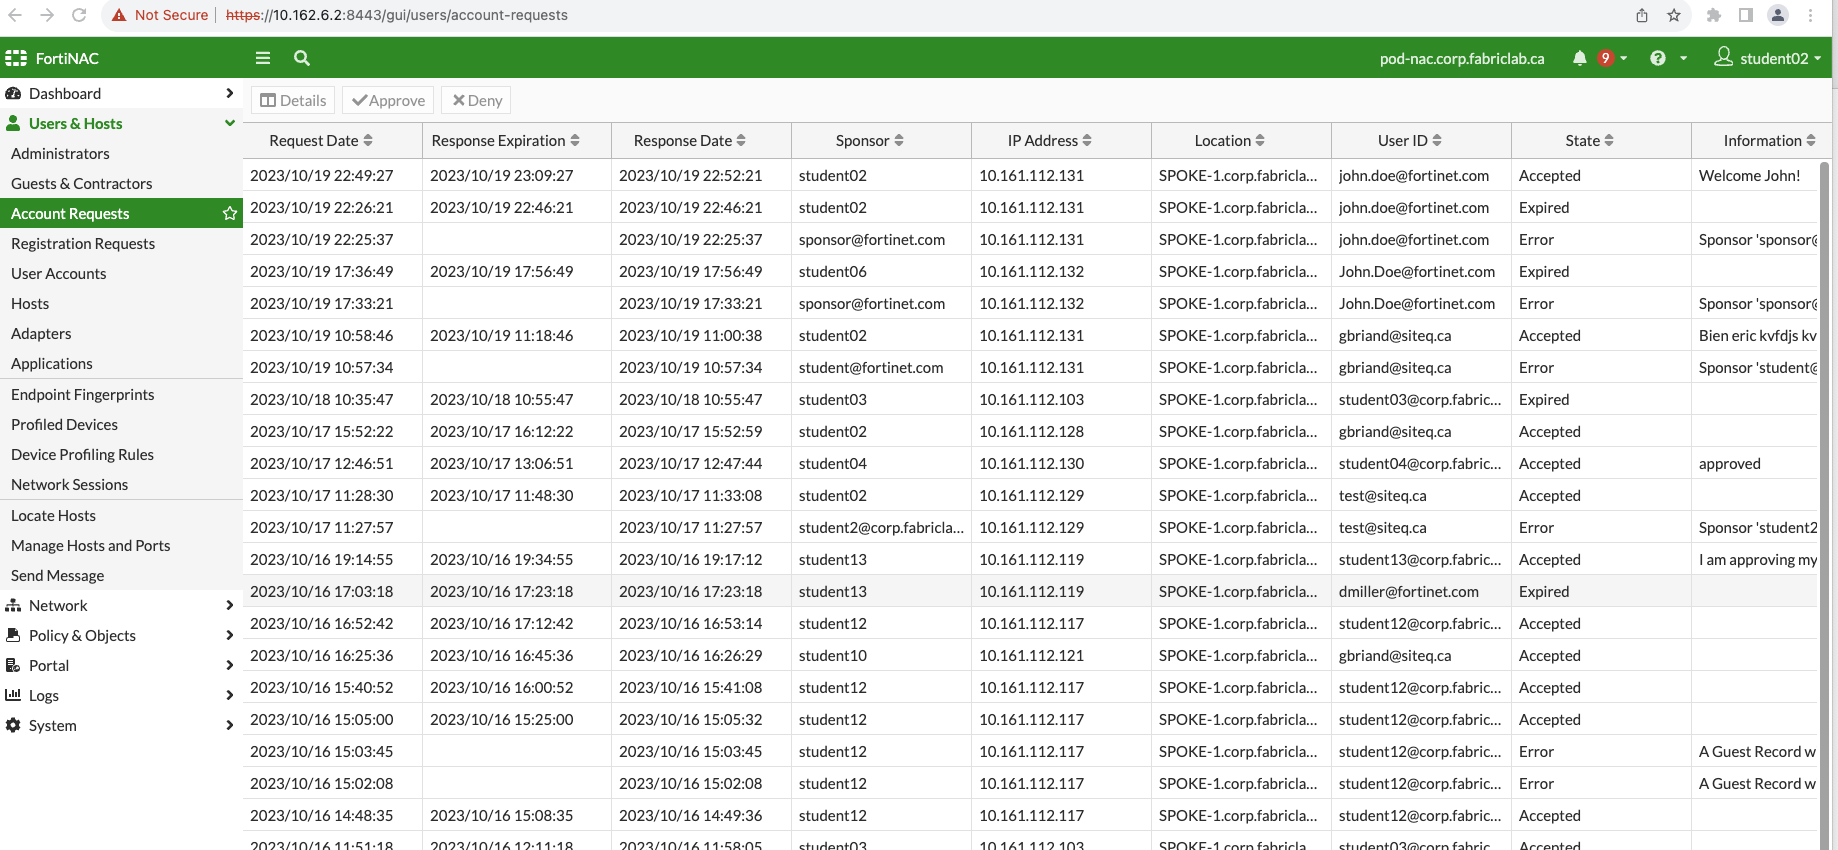 Not Secure https://10.162.6.2:8443/gui/users/account-requests
FortiNAC pod-nac.corp.fabriclab.ca 9 student02
Dashboard
Users & Hosts
Administrators
Guests & Contractors
Account Requests
Registration Requests
User Accounts
Hosts
Adapters
Applications
Endpoint Fingerprints
Profiled Devices
Device Profiling Rules
Network Sessions
Locate Hosts
Manage Hosts and Ports
Send Message
Network
Policy & Objects
Portal
Logs
System
Details Approve Deny
Request Date Response Expiration Response Date Sponsor IP Address Location User ID State Information
2023/10/19 22:49:27 2023/10/19 23:09:27 2023/10/19 22:52:21 student02 10.161.112.131 SPOKE-1.corp.fabricla... john.doe@fortinet.com Accepted Welcome John!
2023/10/19 22:26:21 2023/10/19 22:46:21 2023/10/19 22:46:21 student02 10.161.112.131 SPOKE-1.corp.fabricla... john.doe@fortinet.com Expired
2023/10/19 22:25:37 2023/10/19 22:25:37 sponsor@fortinet.com 10.161.112.131 SPOKE-1.corp.fabricla... john.doe@fortinet.com Error Sponsor 'sponsor@
2023/10/19 17:36:49 2023/10/19 17:56:49 2023/10/19 17:56:49 student06 10.161.112.132 SPOKE-1.corp.fabricla... John.Doe@fortinet.com Expired
2023/10/19 17:33:21 2023/10/19 17:33:21 sponsor@fortinet.com 10.161.112.132 SPOKE-1.corp.fabricla... John.Doe@fortinet.com Error Sponsor 'sponsor@
2023/10/19 10:58:46 2023/10/19 11:18:46 2023/10/19 11:00:38 student02 10.161.112.131 SPOKE-1.corp.fabricla... gbriand@siteq.ca Accepted Bien eric kvfdjs kv
2023/10/19 10:57:34 2023/10/19 10:57:34 student@fortinet.com 10.161.112.131 SPOKE-1.corp.fabricla... gbriand@siteq.ca Error Sponsor 'student@
2023/10/18 10:35:47 2023/10/18 10:55:47 2023/10/18 10:55:47 student03 10.161.112.103 SPOKE-1.corp.fabricla... student03@corp.fabric... Expired
2023/10/17 15:52:22 2023/10/17 16:12:22 2023/10/17 15:52:59 student02 10.161.112.128 SPOKE-1.corp.fabricla... gbriand@siteq.ca Accepted
2023/10/17 12:46:51 2023/10/17 13:06:51 2023/10/17 12:47:44 student04 10.161.112.130 SPOKE-1.corp.fabricla... student04@corp.fabric... Accepted approved
2023/10/17 11:28:30 2023/10/17 11:48:30 2023/10/17 11:33:08 student02 10.161.112.129 SPOKE-1.corp.fabricla... test@siteq.ca Accepted
2023/10/17 11:27:57 2023/10/17 11:27:57 student2@corp.fabricla... 10.161.112.129 SPOKE-1.corp.fabricla... test@siteq.ca Error Sponsor 'student2
2023/10/16 19:14:55 2023/10/16 19:34:55 2023/10/16 19:17:12 student13 10.161.112.119 SPOKE-1.corp.fabricla... student13@corp.fabric... Accepted I am approving my
2023/10/16 17:03:18 2023/10/16 17:23:18 2023/10/16 17:23:18 student13 10.161.112.119 SPOKE-1.corp.fabricla... dmiller@fortinet.com Expired
2023/10/16 16:52:42 2023/10/16 17:12:42 2023/10/16 16:53:14 student12 10.161.112.117 SPOKE-1.corp.fabricla... student12@corp.fabric... Accepted
2023/10/16 16:25:36 2023/10/16 16:45:36 2023/10/16 16:26:29 student10 10.161.112.121 SPOKE-1.corp.fabricla... gbriand@siteq.ca Accepted
2023/10/16 15:40:52 2023/10/16 16:00:52 2023/10/16 15:41:08 student12 10.161.112.117 SPOKE-1.corp.fabricla... student12@corp.fabric... Accepted
2023/10/16 15:05:00 2023/10/16 15:25:00 2023/10/16 15:05:32 student12 10.161.112.117 SPOKE-1.corp.fabricla... student12@corp.fabric... Accepted
2023/10/16 15:03:45 2023/10/16 15:03:45 student12 10.161.112.117 SPOKE-1.corp.fabricla... student12@corp.fabric... Error A Guest Record w
2023/10/16 15:02:08 2023/10/16 15:02:08 student12 10.161.112.117 SPOKE-1.corp.fabricla... student12@corp.fabric... Error A Guest Record w
2023/10/16 14:48:35 2023/10/16 15:08:35 2023/10/16 14:49:36 student12 10.161.112.117 SPOKE-1.corp.fabricla... student12@corp.fabric... Accepted
2023/10/16 11:51:18 2023/10/16 12:11:18 2023/10/16 11:58:05 student03 10.161.112.103 SPOKE-1.corp.fabricla... student03@corp.fabric... Accepted